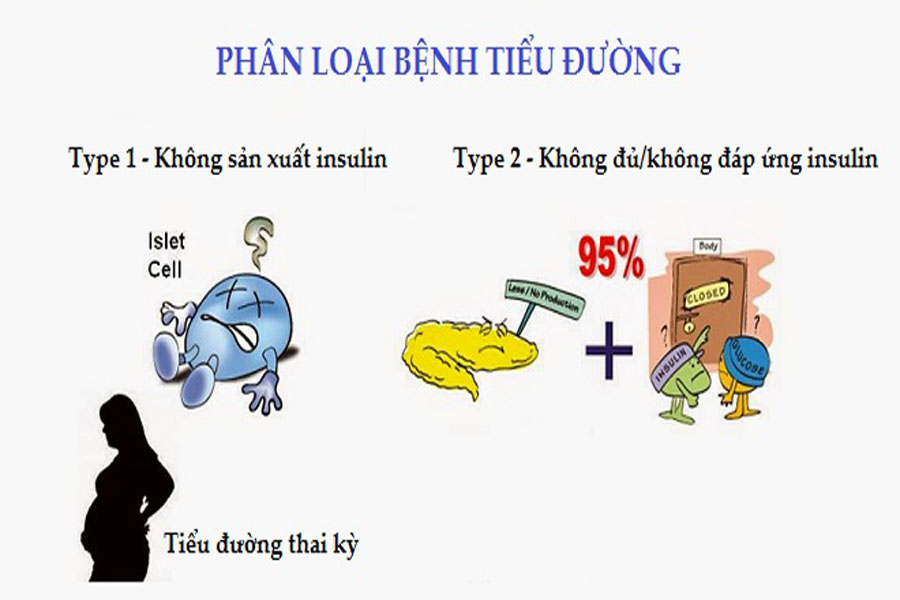 PHÂN LOẠI BỆNH TIỂU ĐƯỜNG
Type 1 - Không sản xuất insulin
Type 2 - Không đủ/không đáp ứng insulin
Islet
Cell
Less / No Production
95%
Body
CLOSED
INSULIN
GLUCOSE
Tiểu đường thai kỳ